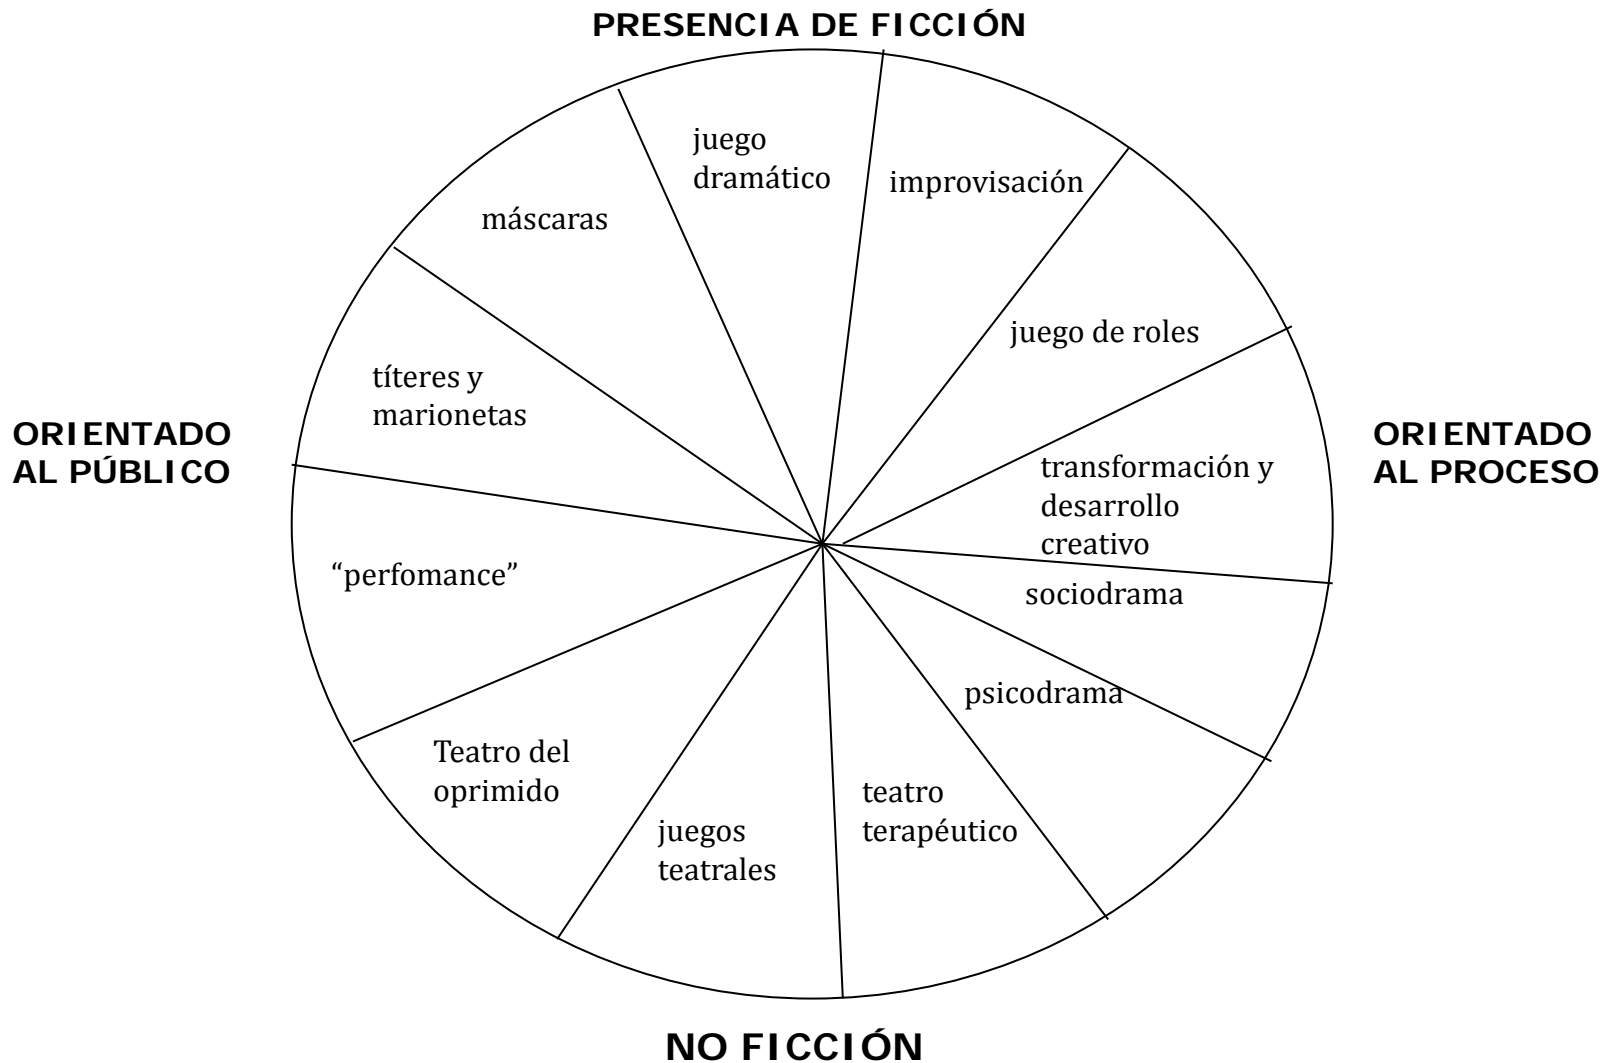 PRESENCIA DE FICCIÓN
juego
dramático
improvisación
máscaras
juego de roles
títeres y
marionetas
ORIENTADO
AL PÚBLICO
ORIENTADO
AL PROCESO
transformación y
desarrollo
creativo
“perfomance”
sociodrama
psicodrama
Teatro del
oprimido
teatro
terapéutico
juegos
teatrales
NO FICCIÓN